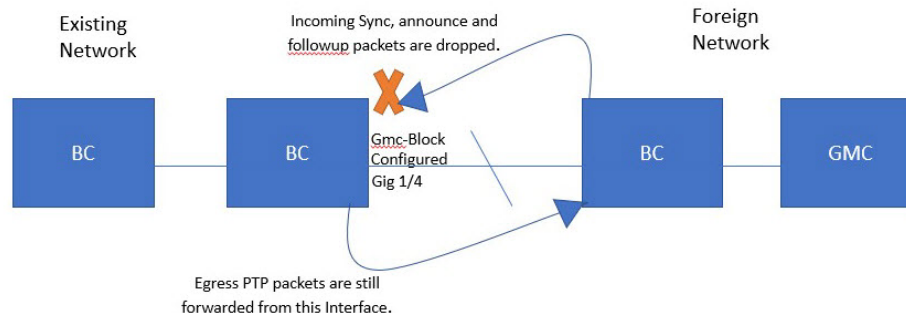 Existing
Network
Incoming Sync, announce and
followup packets are dropped.
Foreign
Network
BC
BC
Gmc-Block
Configured
Gig 1/4
BC
GMC
Egress PTP packets are still
forwarded from this Interface.